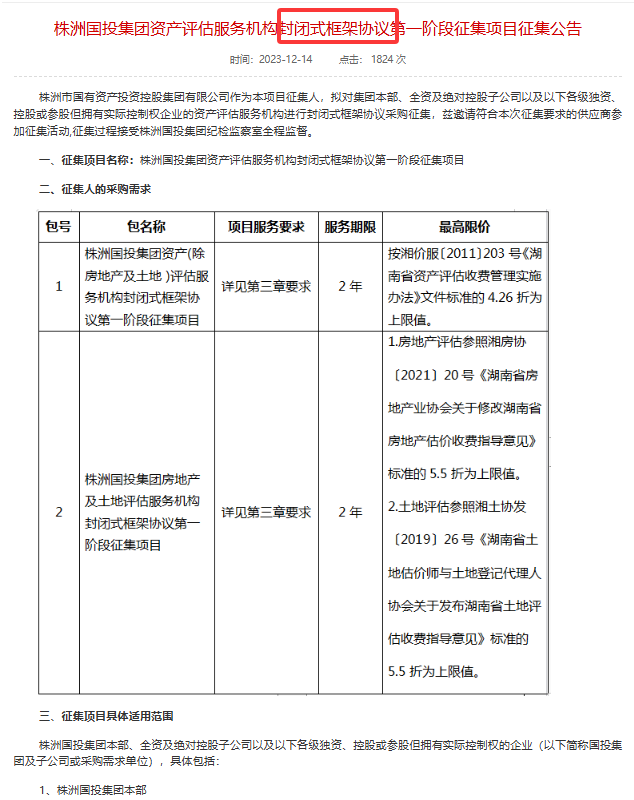 株洲国投集团资产评估服务机构封闭式框架协议第一阶段征集项目征集公告
时间：2023-12-14 点击： 1824 次
株洲市国有资产投资控股集团有限公司作为本项目征集人，拟对集团本部、全资及绝对控股子公司以及以下各级独资、
控股或参股但拥有实际控制权企业的资产评估服务机构进行封闭式框架协议采购征集，兹邀请符合本次征集要求的供应商参
加征集活动,征集过程接受株洲国投集团纪检监察室全程监督。
一、征集项目名称：株洲国投集团资产评估服务机构封闭式框架协议第一阶段征集项目
二、征集人的采购需求
包号 包名称 项目服务要求 服务期限 最高限价
1
株洲国投集团资产(除
房地产及土地 )评估服
务机构封闭式框架协
议第一阶段征集项目
详见第三章要求
2 年
按湘价服〔2011〕203 号《湖
南省资产评估收费管理实施
办法》文件标准的 4.26 折为
上限值。
2
株洲国投集团房地产
及土地评估服务机构
封闭式框架协议第一
阶段征集项目
详见第三章要求
2 年
1.房地产评估参照湘房协
〔2021〕20 号《湖南省房
地产业协会关于修改湖南省
房地产估价收费指导意见》
标准的 5.5 折为上限值。
2.土地评估参照湘土协发
〔2019〕26 号《湖南省土
地估价师与土地登记代理人
协会关于发布湖南省土地评
估收费指导意见》标准的
5.5 折为上限值。
三、征集项目具体适用范围
株洲国投集团本部、全资及绝对控股子公司以及以下各级独资、控股或参股但拥有实际控制权的企业（以下简称国投集
团及子公司或采购需求单位），具体包括：
1、株洲国投集团本部